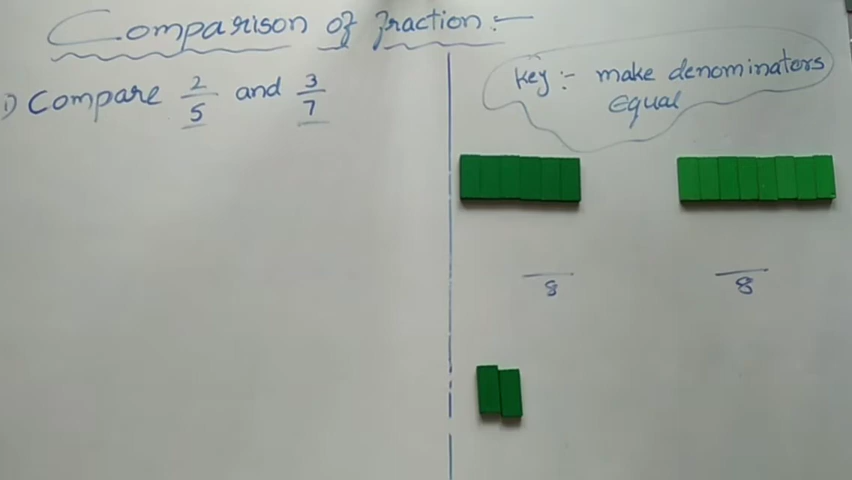 Comparison of fraction :-
1) Compare 2/5 and 3/7
Key :- make denominators
equal
8
8